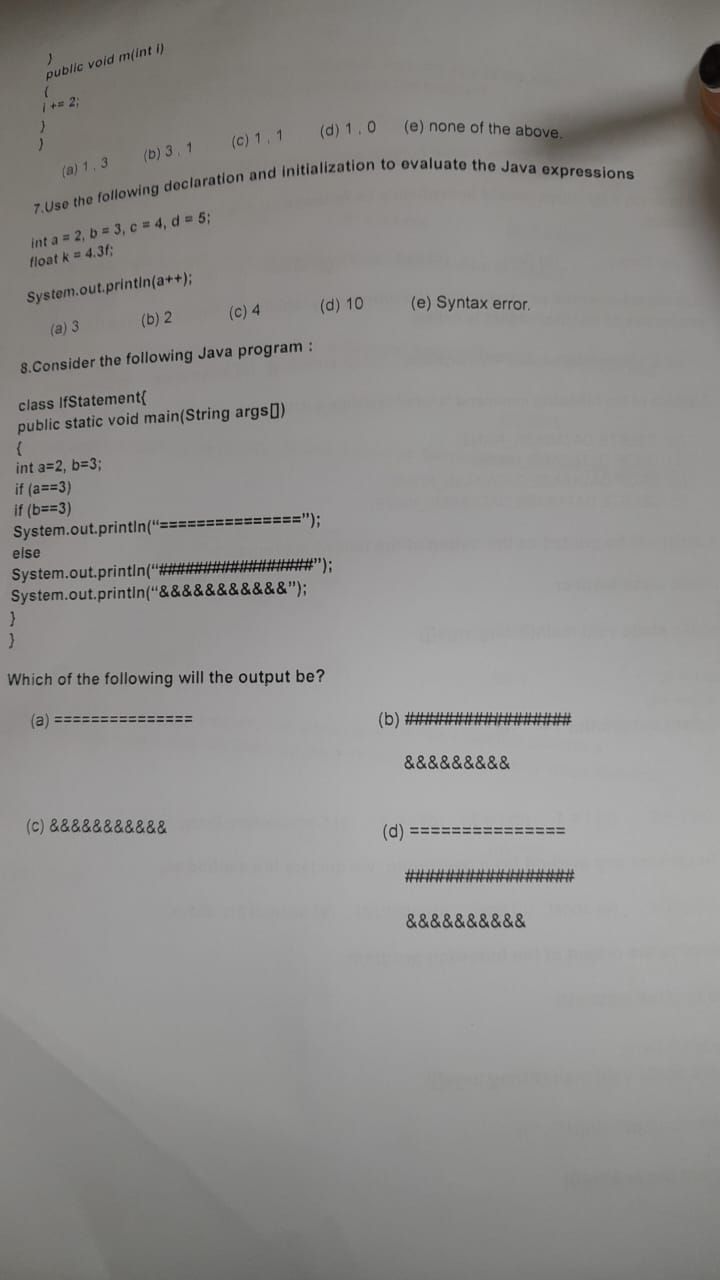 }
public void m(int i)
{
i += 2;
}
}
(a) 1 , 3 (b) 3 , 1 (c) 1 , 1 (d) 1 , 0 (e) none of the above.
7.Use the following declaration and initialization to evaluate the Java expressions
int a = 2, b = 3, c = 4, d = 5;
float k = 4.3f;
System.out.println(a++);
(a) 3 (b) 2 (c) 4 (d) 10 (e) Syntax error.
8.Consider the following Java program :
class IfStatement{
public static void main(String args[])
{
int a=2, b=3;
if (a==3)
if (b==3)
System.out.println(“===============”);
else
System.out.println(“#################”);
System.out.println(“&&&&&&&&&&&”);
}
}
Which of the following will the output be?
(a) =============== (b) #################
&&&&&&&&&
(c) &&&&&&&&&&& (d) ===============
#################
&&&&&&&&&&